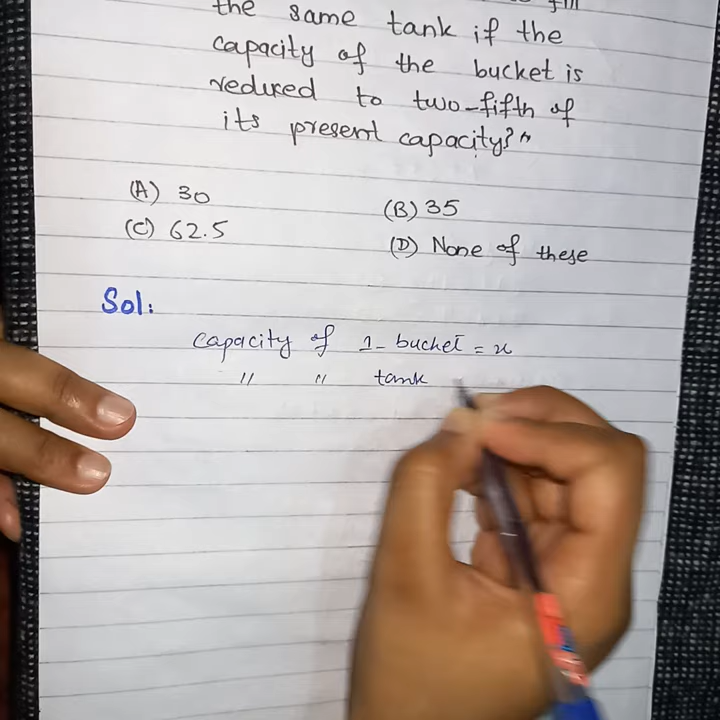 the same tank if the
capacity of the bucket is
reduced to two-fifth of
its present capacity?"
(A) 30
(B) 35
(C) 62.5
(D) None of these
Sol:
capacity of 1-bucket = x
" " tank